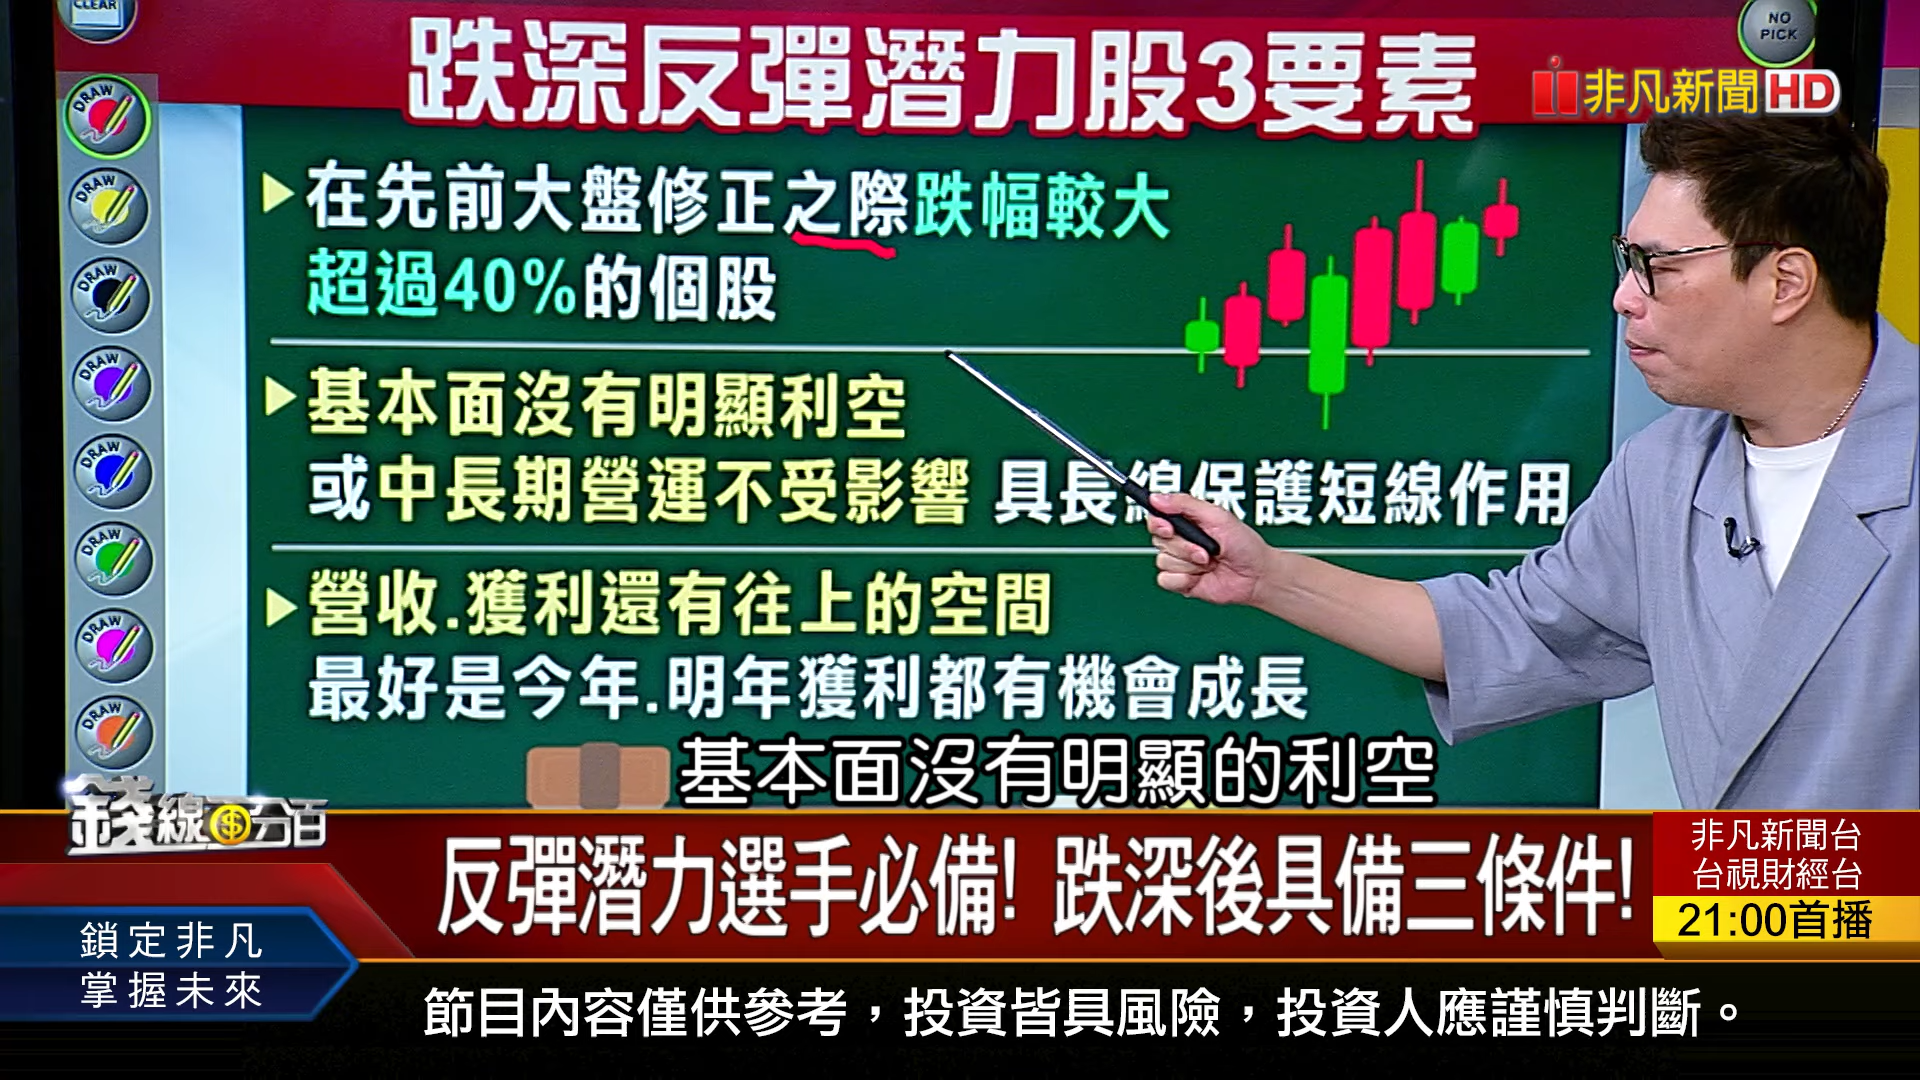 CLEAR
NO
PICK
跌深反彈潛力股3要素
非凡新聞HD
DRAW
DRAW
DRAW
DRAW
DRAW
DRAW
DRAW
DRAW
在先前大盤修正之際跌幅較大
超過40%的個股
基本面沒有明顯利空
或中長期營運不受影響 具長線保護短線作用
營收.獲利還有往上的空間
最好是今年.明年獲利都有機會成長
基本面沒有明顯的利空
錢線百分百
反彈潛力選手必備! 跌深後具備三條件!
非凡新聞台
台視財經台
21:00首播
鎖定非凡
掌握未來
節目內容僅供參考，投資皆具風險，投資人應謹慎判斷。